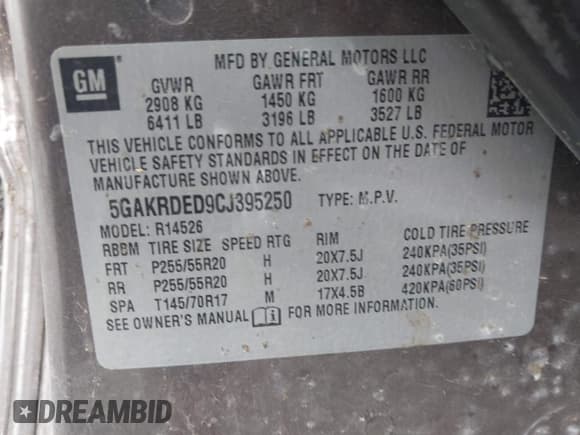 GM
MFD BY GENERAL MOTORS LLC
GVWR GAWR FRT GAWR RR
2908 KG 1450 KG 1600 KG
6411 LB 3196 LB 3527 LB
THIS VEHICLE CONFORMS TO ALL APPLICABLE U.S. FEDERAL MOTOR
VEHICLE SAFETY STANDARDS IN EFFECT ON THE DATE OF
MANUFACTURE SHOWN ABOVE.
5GAKRDED9CJ395250 TYPE: M.P.V.
MODEL: R14526
RBBM TIRE SIZE SPEED RTG RIM COLD TIRE PRESSURE
FRT P255/55R20 H 20X7.5J 240KPA(35PSI)
RR P255/55R20 H 20X7.5J 240KPA(35PSI)
SPA T145/70R17 M 17X4.5B 420KPA(60PSI)
SEE OWNER'S MANUAL FOR MORE INFORMATION.
DREAMBID